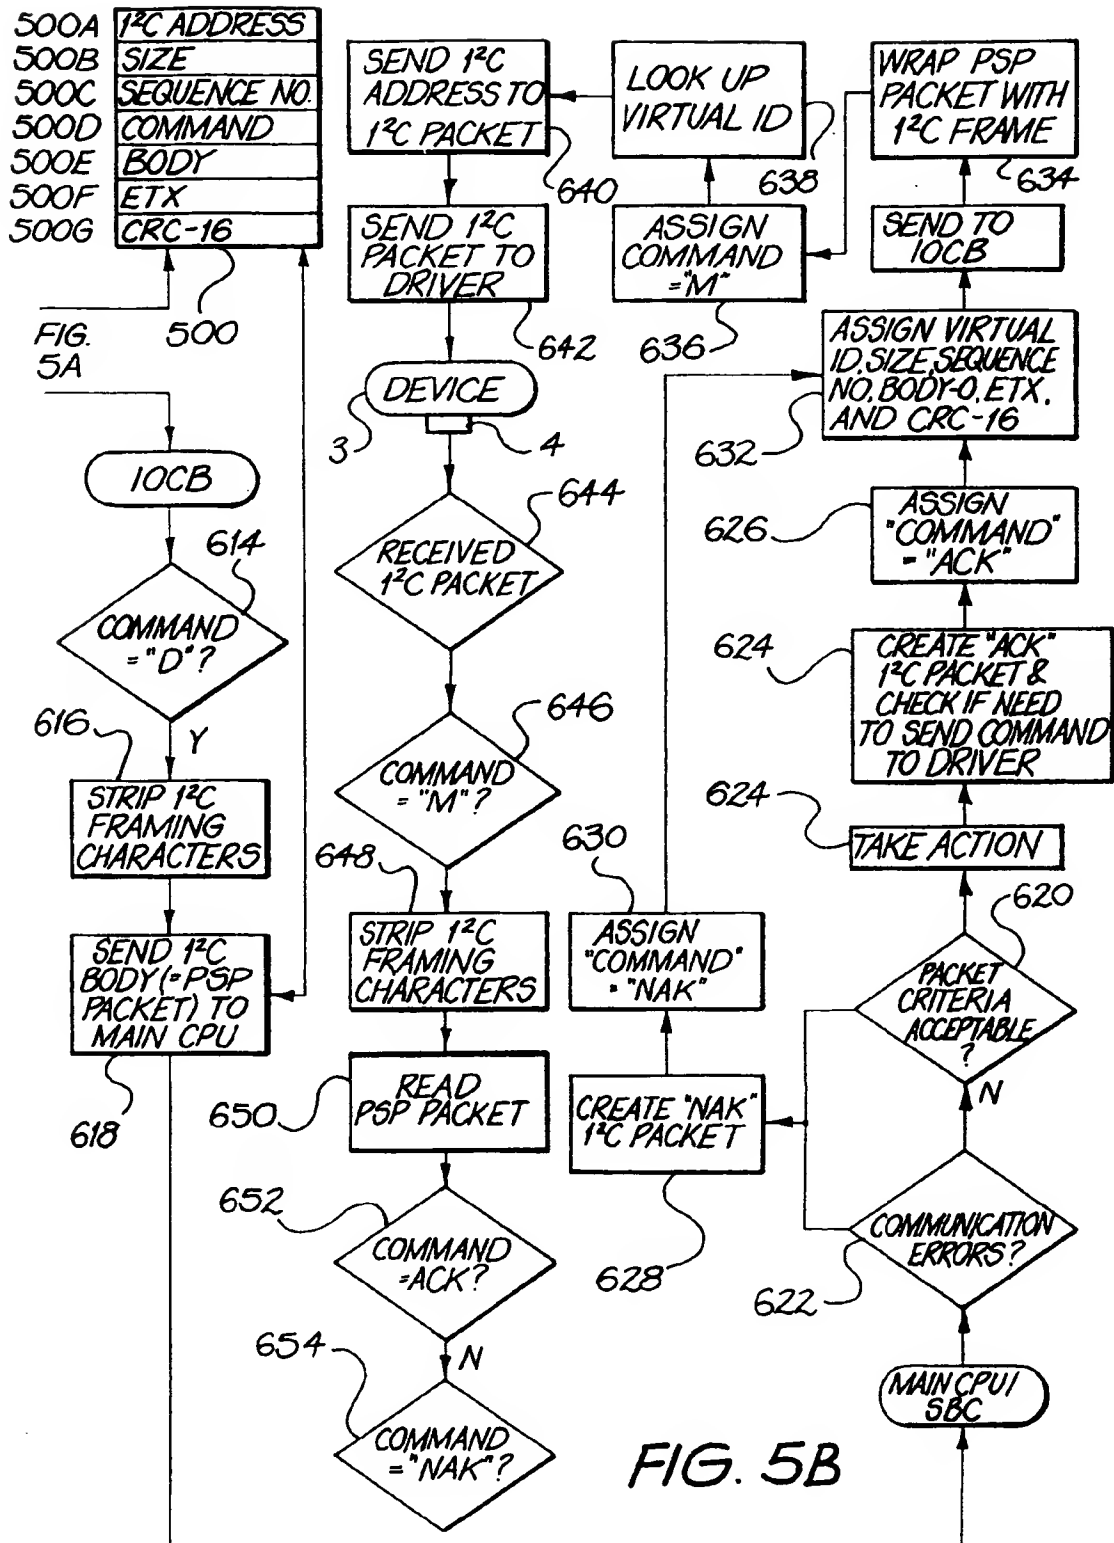 500A I²C ADDRESS
500B SIZE
500C SEQUENCE NO.
500D COMMAND
500E BODY
500F ETX
500G CRC-16
500
FIG.
5A
IOCB
614
COMMAND
="D"?
Y
616
STRIP I²C
FRAMING
CHARACTERS
SEND I²C
BODY (=PSP
PACKET) TO
MAIN CPU
618
SEND I²C
ADDRESS TO
I²C PACKET
640
SEND I²C
PACKET TO
DRIVER
642
DEVICE
3
4
644
RECEIVED
I²C PACKET
646
COMMAND
="M"?
648
STRIP I²C
FRAMING
CHARACTERS
650
READ
PSP PACKET
652
COMMAND
=ACK?
N
654
COMMAND
="NAK"?
LOOK UP
VIRTUAL ID
638
ASSIGN
COMMAND
="M"
636
630
ASSIGN
"COMMAND"
="NAK"
CREATE "NAK"
I²C PACKET
628
WRAP PSP
PACKET WITH
I²C FRAME
634
SEND TO
IOCB
ASSIGN VIRTUAL
ID, SIZE, SEQUENCE
NO, BODY-0, ETX,
AND CRC-16
632
ASSIGN
"COMMAND"
="ACK"
626
CREATE "ACK"
I²C PACKET &
CHECK IF NEED
TO SEND COMMAND
TO DRIVER
624
TAKE ACTION
624
620
PACKET
CRITERIA
ACCEPTABLE
?
N
COMMUNICATION
ERRORS?
622
MAIN CPU/
SBC
FIG. 5B